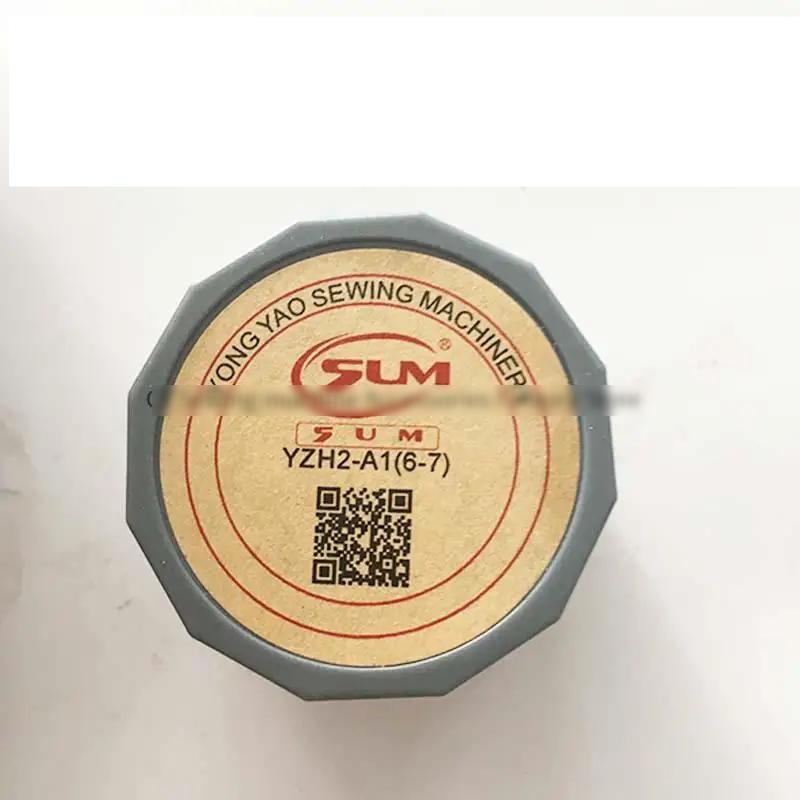 YONG YAO SEWING MACHINER
SUM®
SUM
YZH2-A1(6-7)